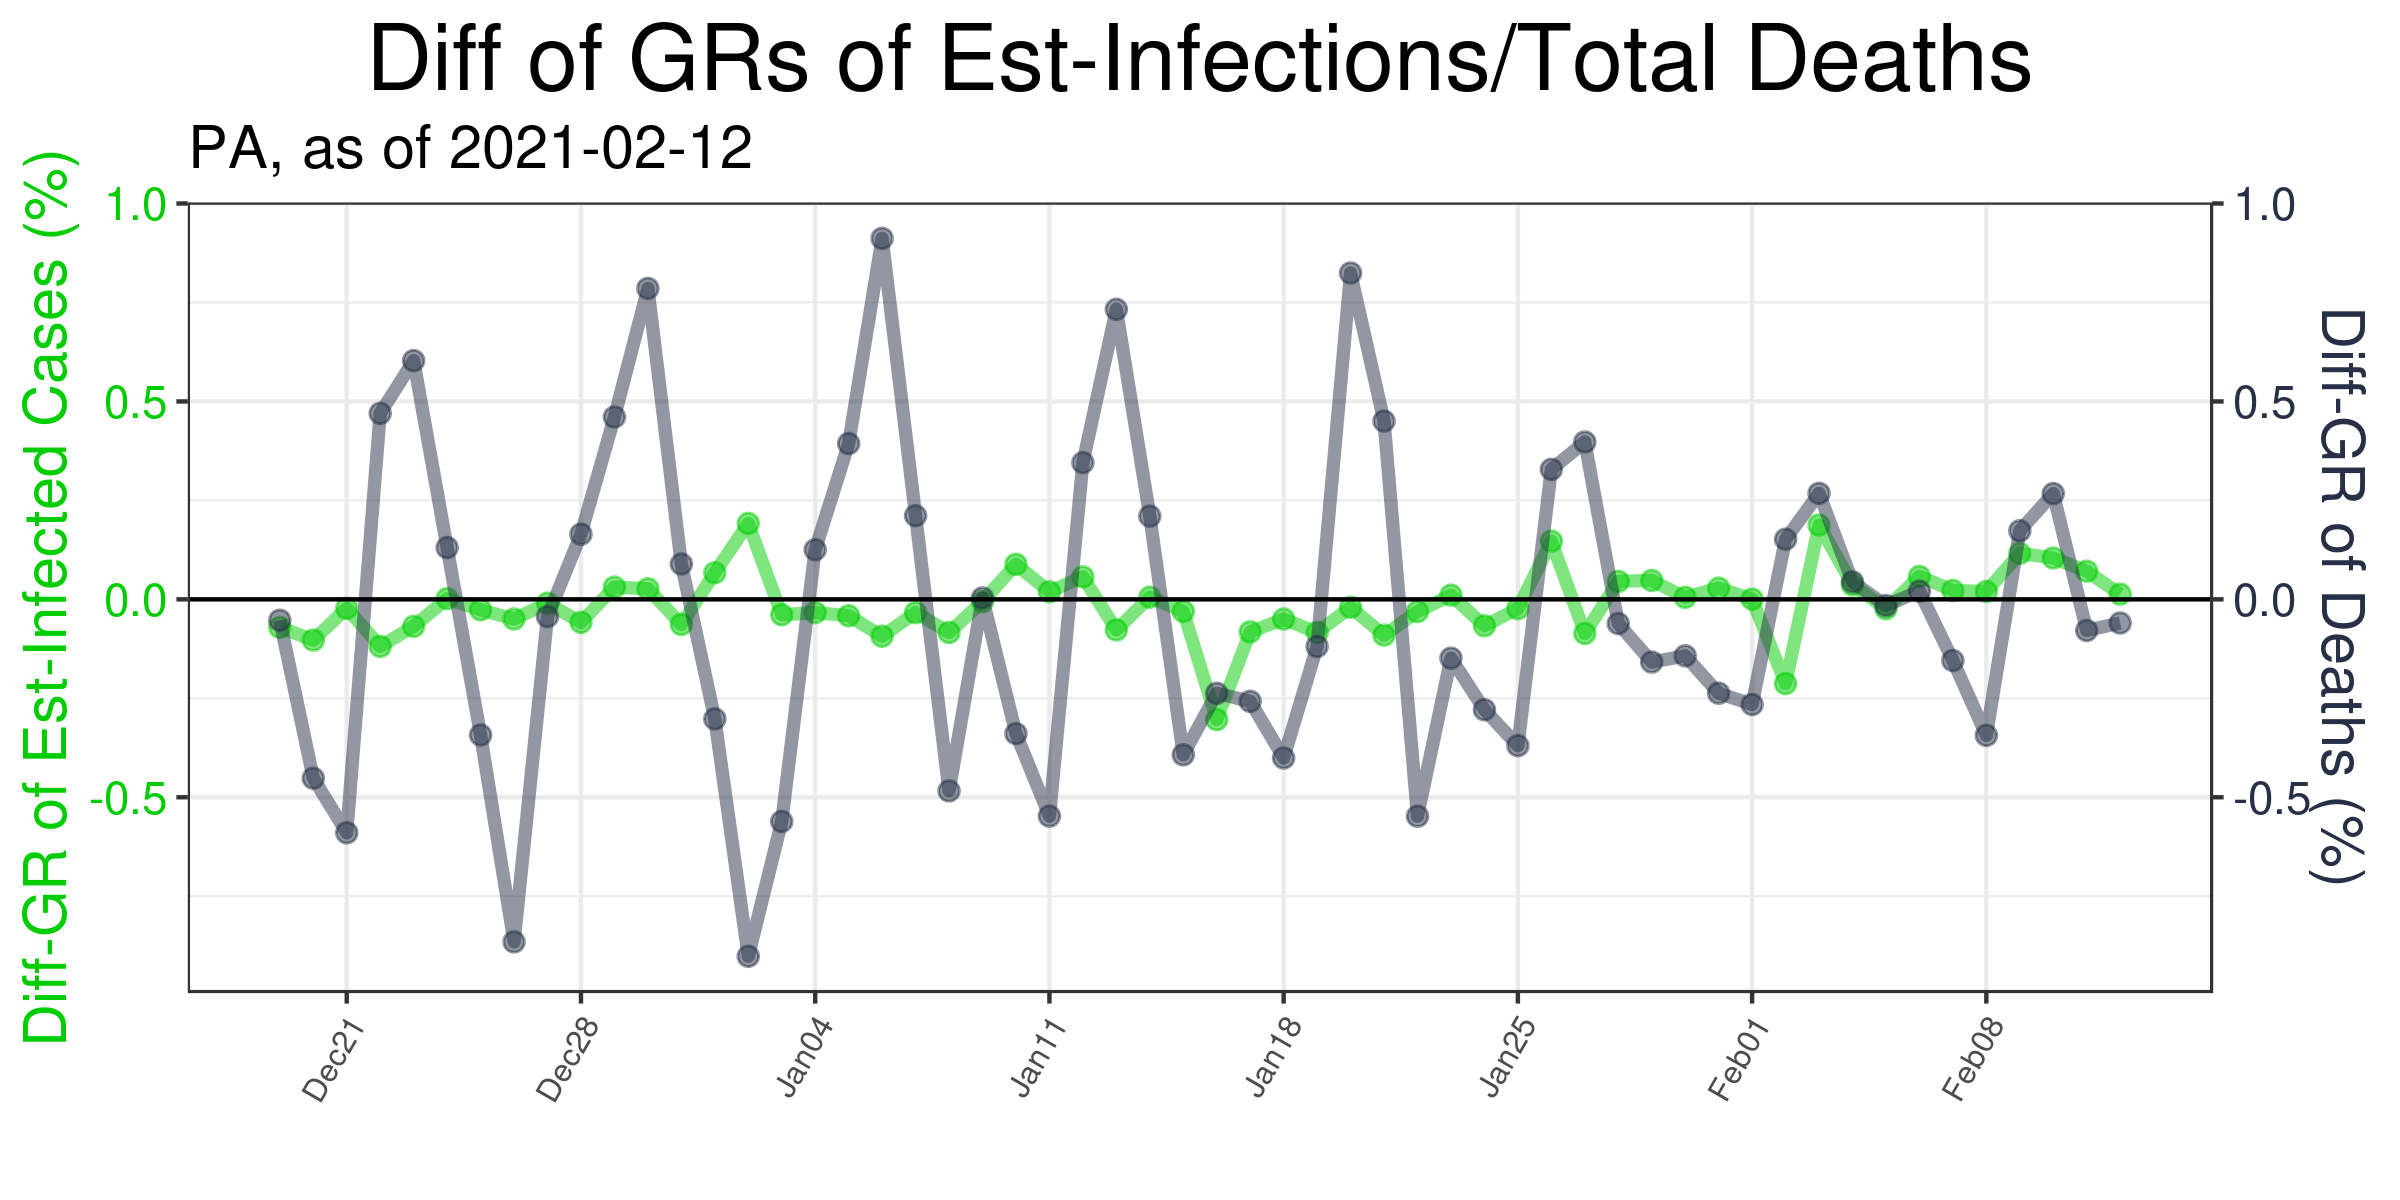 Diff of GRs of Est-Infections/Total Deaths
PA, as of 2021-02-12
Diff-GR of Est-Infected Cases (%)
1.0
0.5
0.0
-0.5
1.0
0.5
0.0
-0.5
Diff-GR of Deaths (%)
Dec21
Dec28
Jan04
Jan11
Jan18
Jan25
Feb01
Feb08